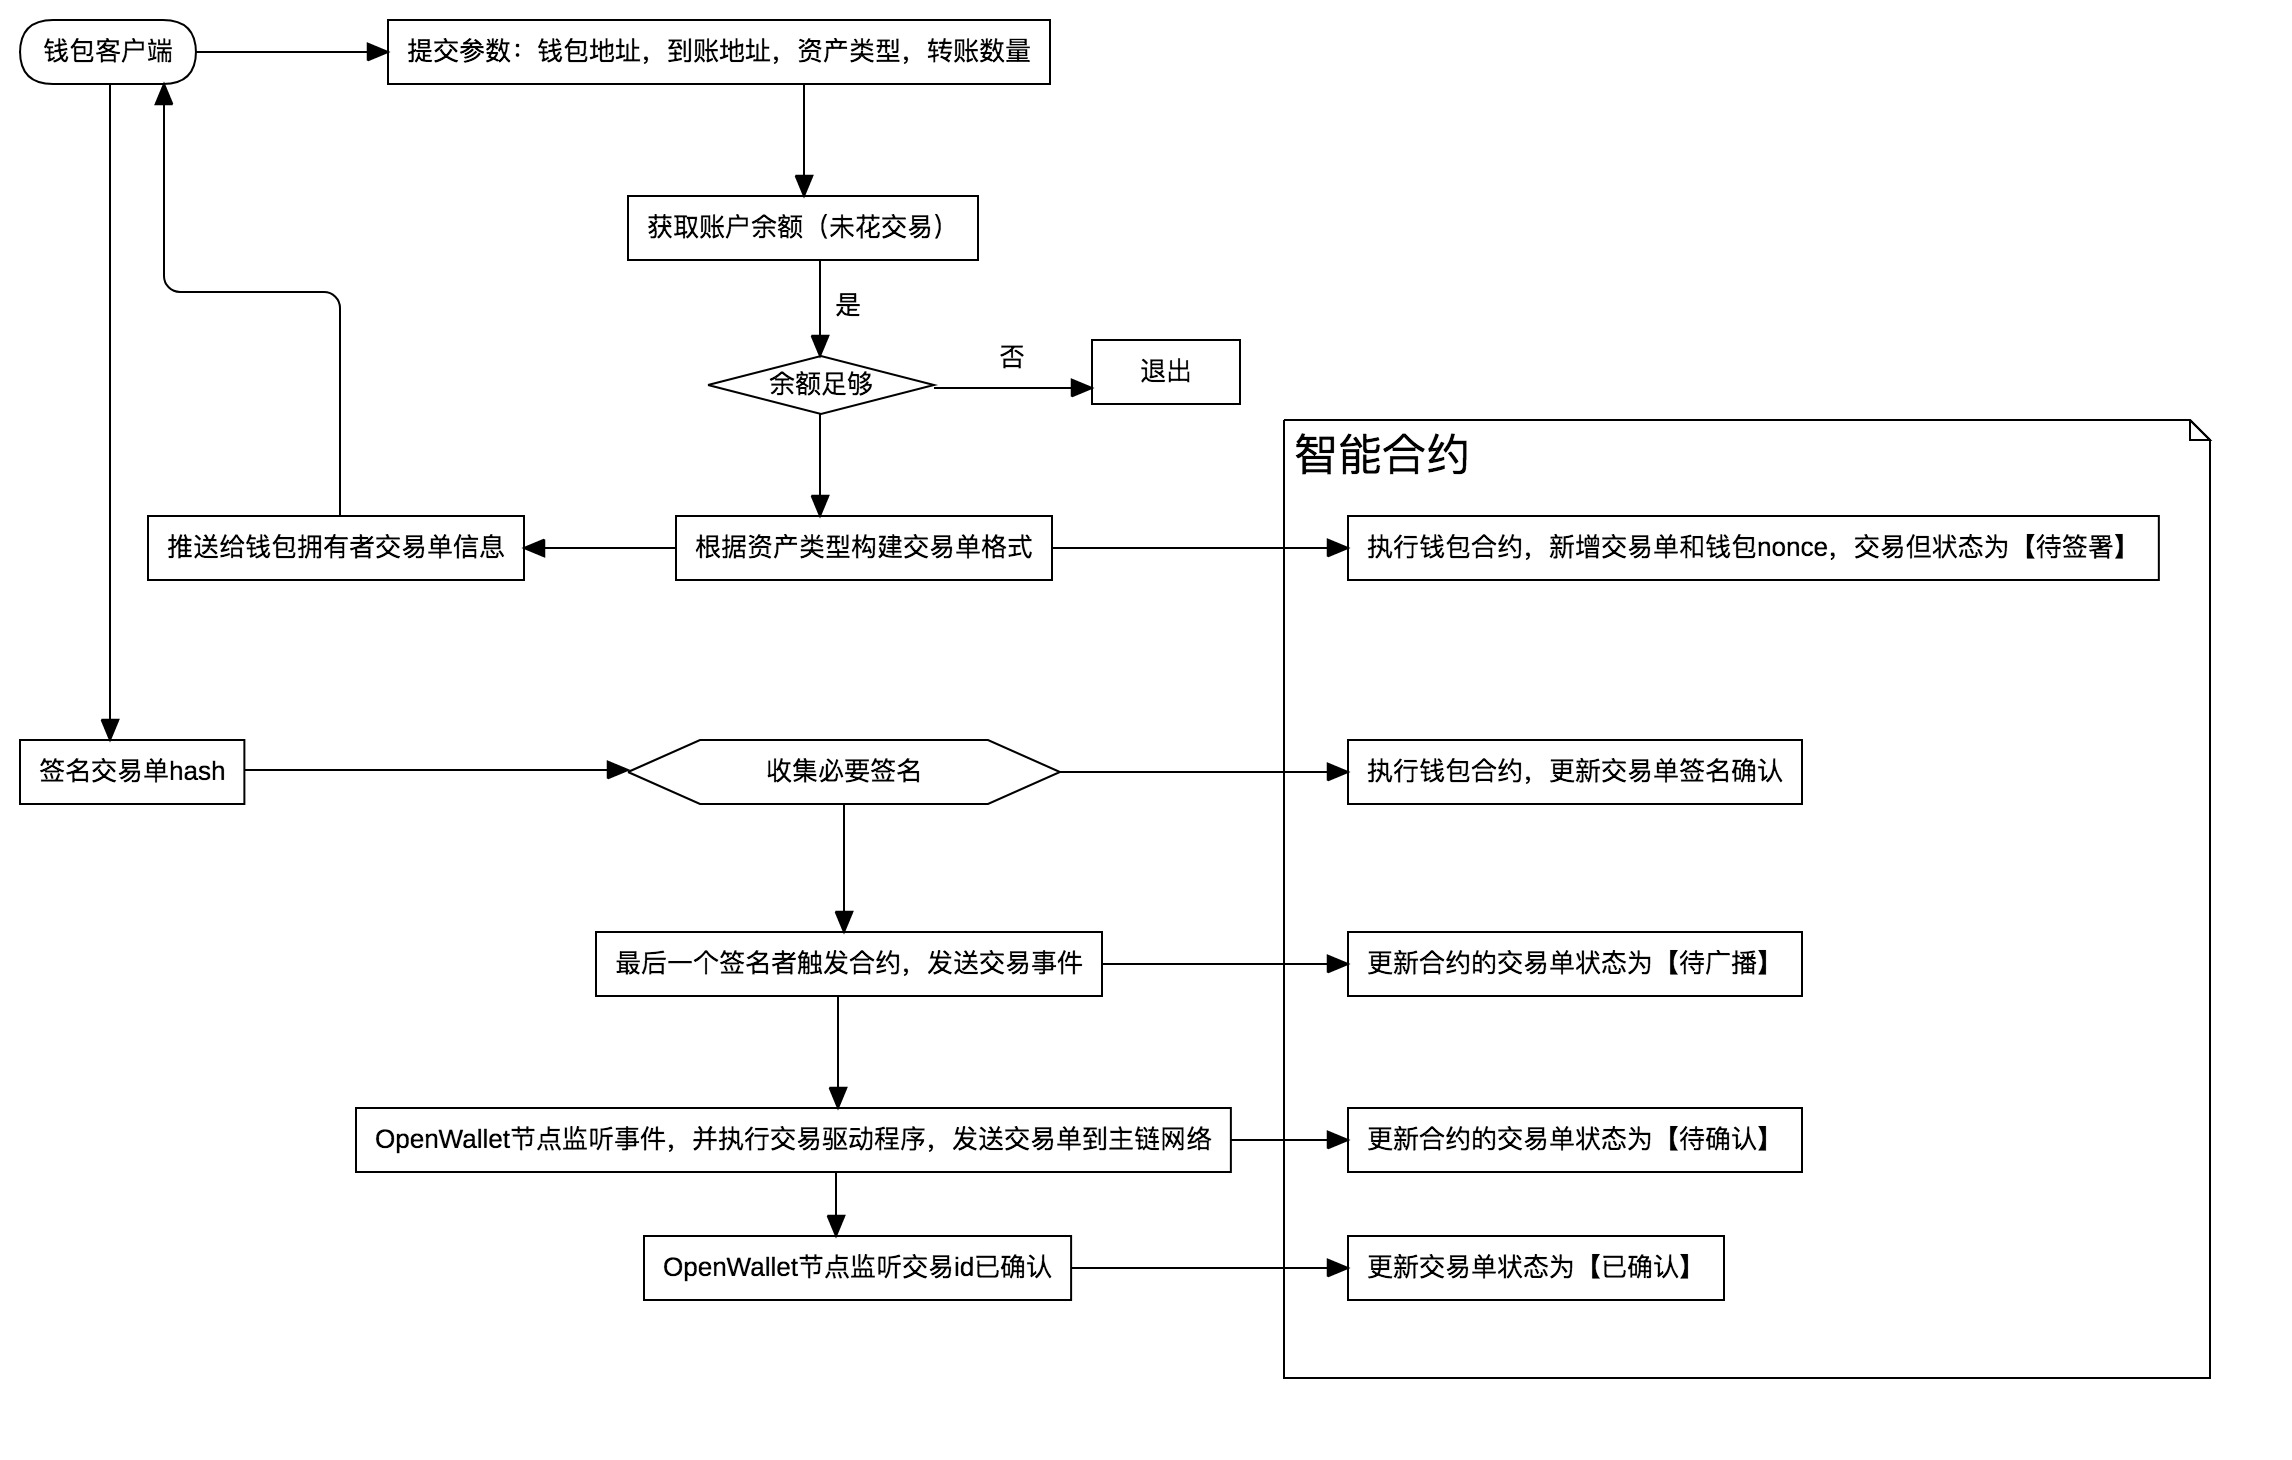 钱包客户端
提交参数：钱包地址，到账地址，资产类型，转账数量
获取账户余额（未花交易）
是
余额足够
否
退出
智能合约
推送给钱包拥有者交易单信息
根据资产类型构建交易单格式
执行钱包合约，新增交易单和钱包nonce，交易但状态为【待签署】
签名交易单hash
收集必要签名
执行钱包合约，更新交易单签名确认
最后一个签名者触发合约，发送交易事件
更新合约的交易单状态为【待广播】
OpenWallet节点监听事件，并执行交易驱动程序，发送交易单到主链网络
更新合约的交易单状态为【待确认】
OpenWallet节点监听交易id已确认
更新交易单状态为【已确认】